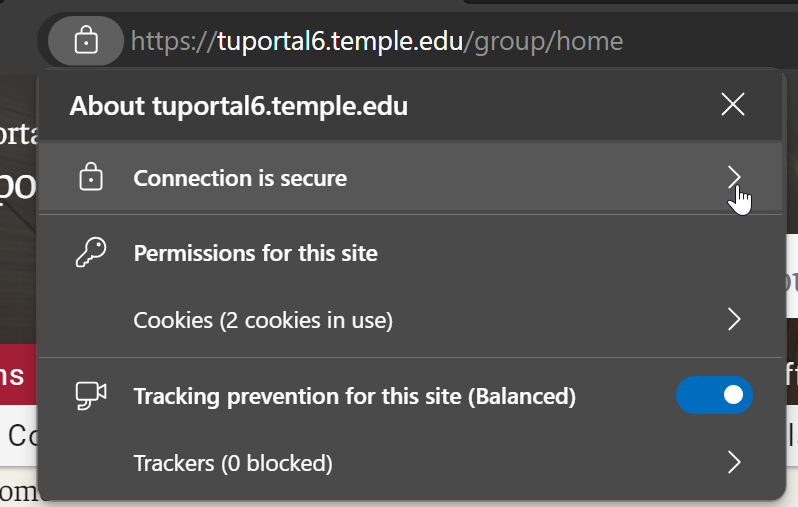 https://tuportal6.temple.edu/group/home
About tuportal6.temple.edu
Connection is secure
Permissions for this site
Cookies (2 cookies in use)
Tracking prevention for this site (Balanced)
Trackers (0 blocked)